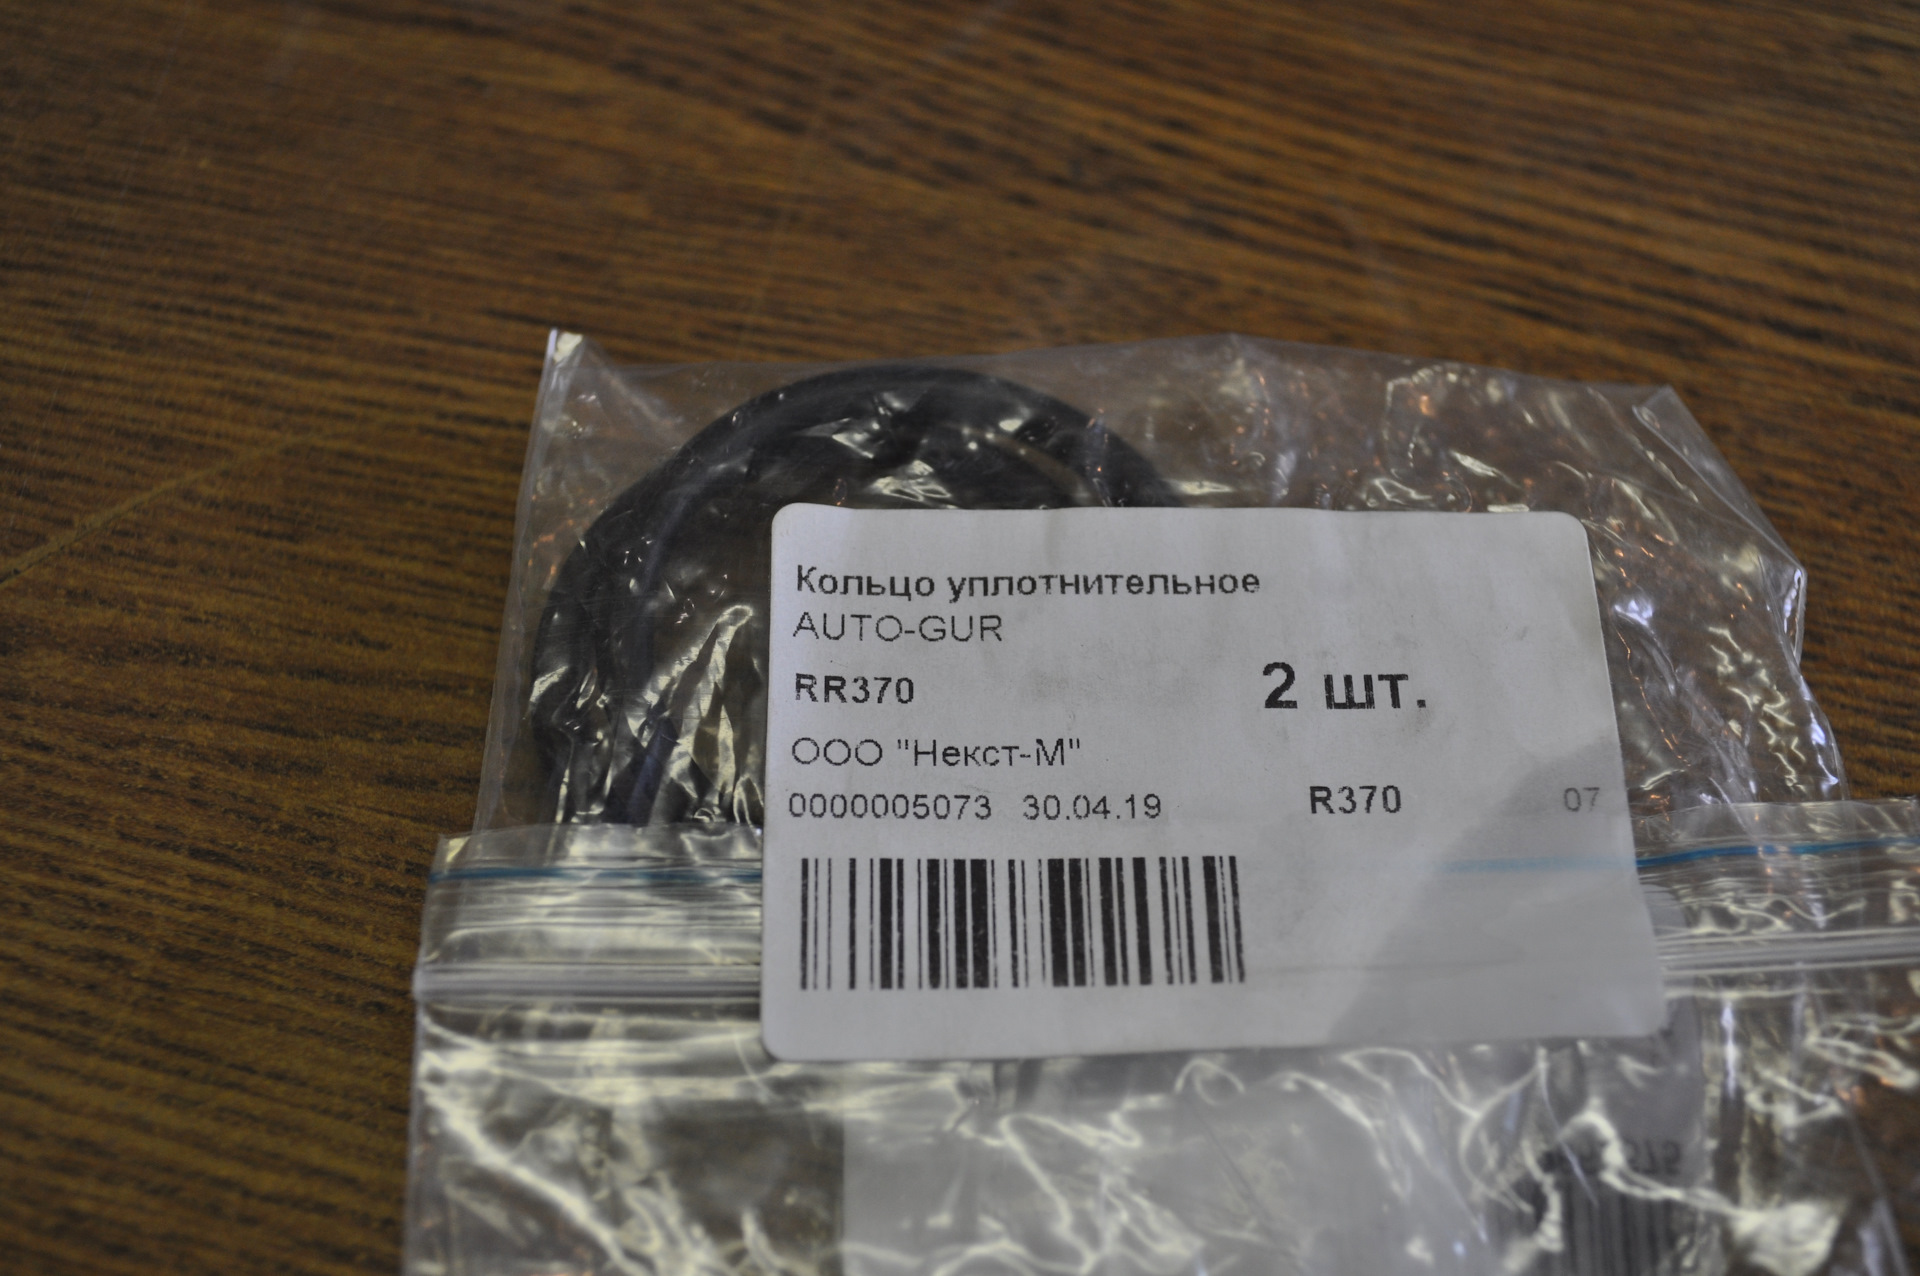 Кольцо уплотнительное
AUTO-GUR
RR370 2 шт.
ООО "Некст-М"
0000005073 30.04.19 R370 07